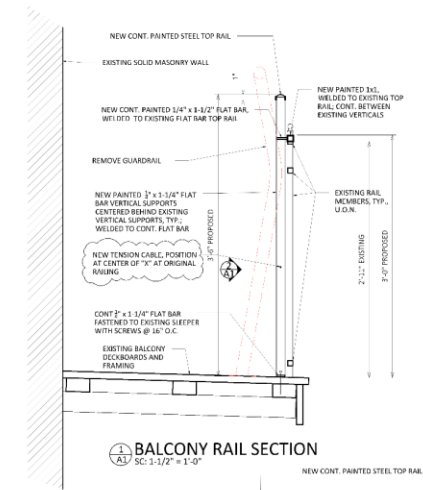 NEW CONT. PAINTED STEEL TOP RAIL
EXISTING SOLID MASONRY WALL
1"
NEW PAINTED 1x1,
WELDED TO EXISTING TOP
RAIL; CONT. BETWEEN
EXISTING VERTICALS
NEW CONT. PAINTED 1/4" x 1-1/2" FLAT BAR,
WELDED TO EXISTING FLAT BAR TOP RAIL
REMOVE GUARDRAIL
NEW PAINTED " x 1-1/4" FLAT
BAR VERTICAL SUPPORTS
CENTERED BEHIND EXISTING
VERTICAL SUPPORTS, TYP.;
WELDED TO CONT. FLAT BAR
EXISTING RAIL
MEMBERS, TYP.,
U.O.N.
3'-6" PROPOSED
2'-11" EXISTING
3'-0" PROPOSED
NEW TENSION CABLE, POSITION
AT CENTER OF "X" AT ORIGINAL
RAILING
2
A1
CONT " x 1-1/4" FLAT BAR
FASTENED TO EXISTING SLEEPER
WITH SCREWS @ 16" O.C.
EXISTING BALCONY
DECKBOARDS AND
FRAMING
1
A1
BALCONY RAIL SECTION
SC: 1-1/2" = 1'-0"
NEW CONT. PAINTED STEEL TOP RAIL